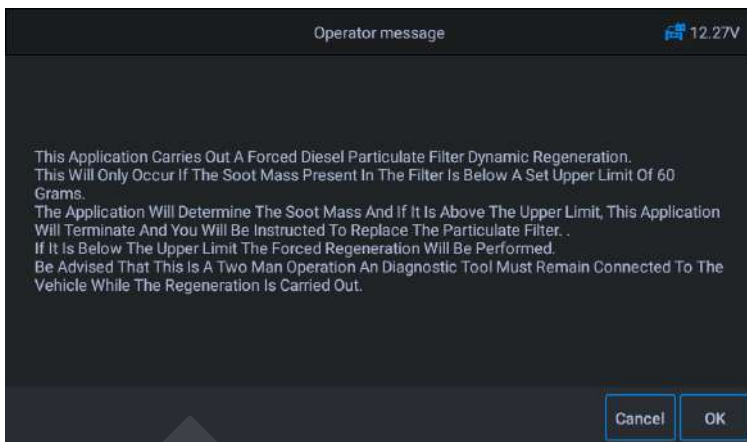 Operator message
12.27V
This Application Carries Out A Forced Diesel Particulate Filter Dynamic Regeneration.
This Will Only Occur If The Soot Mass Present In The Filter Is Below A Set Upper Limit Of 60
Grams.
The Application Will Determine The Soot Mass And If It Is Above The Upper Limit, This Application
Will Terminate And You Will Be Instructed To Replace The Particulate Filter. .
If It Is Below The Upper Limit The Forced Regeneration Will Be Performed.
Be Advised That This Is A Two Man Operation An Diagnostic Tool Must Remain Connected To The
Vehicle While The Regeneration Is Carried Out.
Cancel
OK